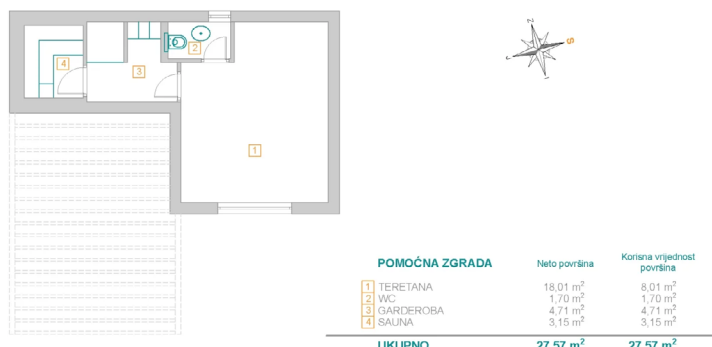 4
3
2
1
S
POMOĆNA ZGRADA Neto površina Korisna vrijednost površina
1 TERETANA 18,01 m² 8,01 m²
2 WC 1,70 m² 1,70 m²
3 GARDEROBA 4,71 m² 4,71 m²
4 SAUNA 3,15 m² 3,15 m²
UKUPNO 27,57 m² 27,57 m²